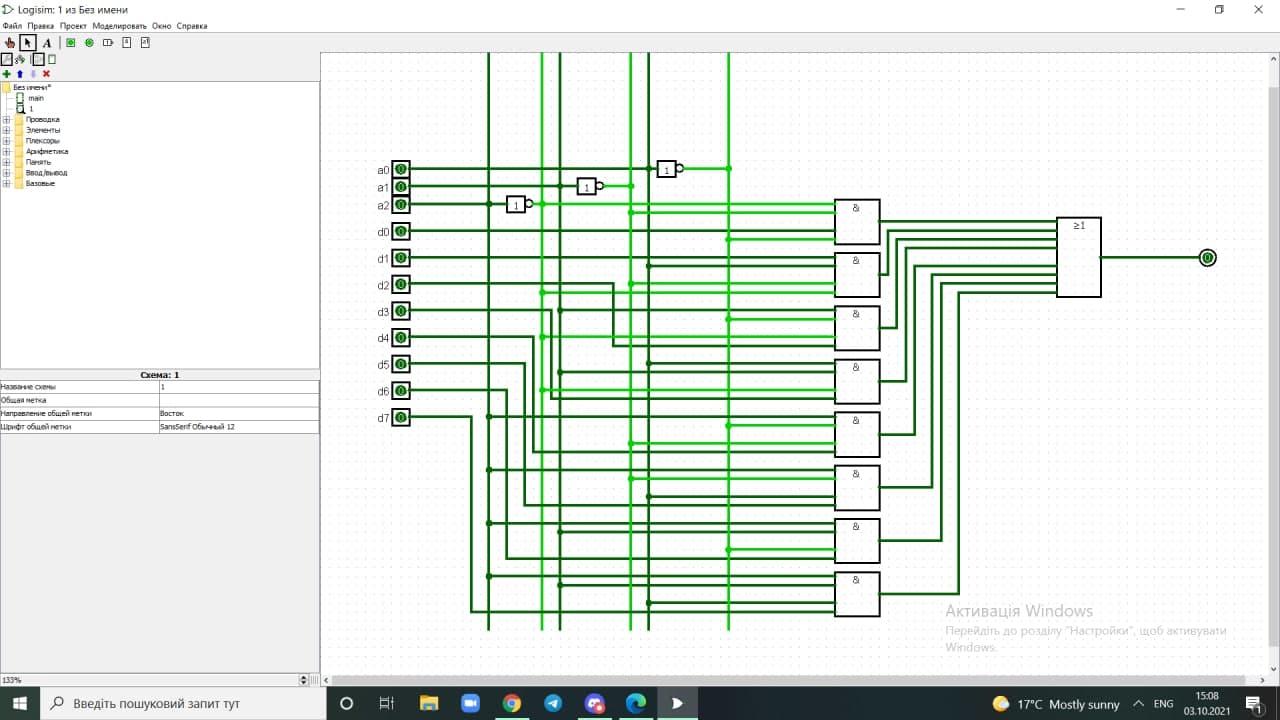 Logisim: 1 из Без имени
Файл Правка Проект Моделировать Окно Справка
A
Без имени*
main
1
Проводка
Элементы
Плексоры
Арифметика
Память
Ввод/вывод
Базовые
Схема: 1
Название схемы 1
Общая метка
Направление общей метки Восток
Шрифт общей метки SansSerif Обычный 12
133%
a0 0 1
a1 0 1
a2 0 1
d0 0
d1 0
d2 0
d3 0
d4 0
d5 0
d6 0
d7 0
&
&
&
&
&
&
&
&
≥1
0
Активація Windows
Перейдіть до розділу "Настройки", щоб активувати
Windows.
Введіть пошуковий запит тут
17°C Mostly sunny
ENG
15:08
03.10.2021
1